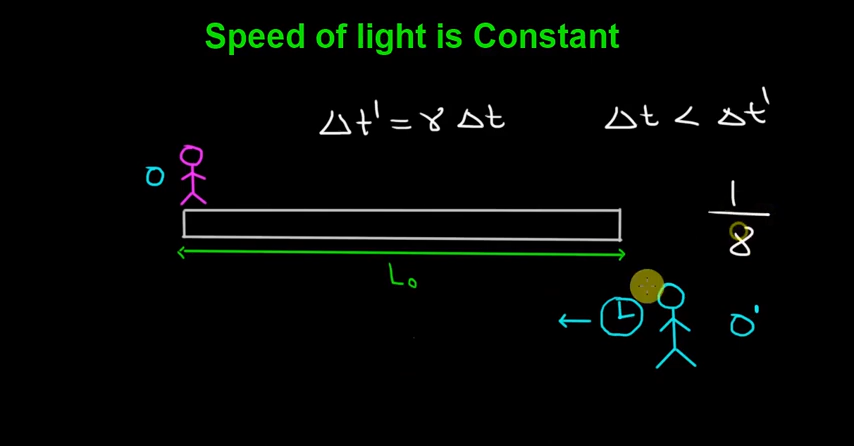 Speed of light is Constant
Δt' = γ Δt
Δt < Δt'
O
1
γ
L₀
O'